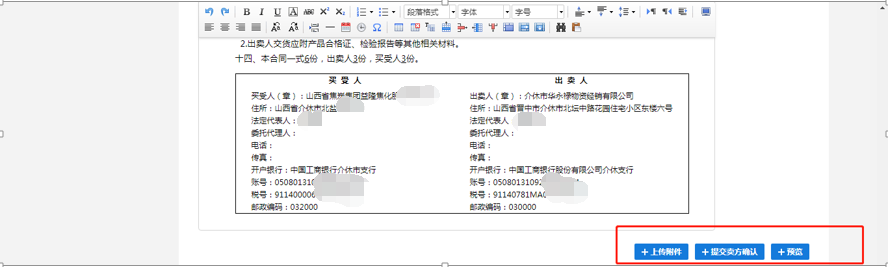 B I U A ABC X² X₂ 段落格式 字体 字号
2.出卖人交货应附产品合格证、检验报告等其他相关材料。
十四、本合同一式6份，出卖人3份，买受人3份。
买 受 人
出 卖 人
买受人（章）：山西省焦炭集团益隆焦化
出卖人（章）：介休市华永禄物资经销有限公司
住所：山西省介休市北盐
住所：山西省晋中市介休市北坛中路花园住宅小区东楼六号
法定代表人：
法定代表人
委托代理人：
委托代理人：
电话：
电话：
传真：
传真：
开户银行：中国工商银行介休市支行
开户银行：中国工商银行股份有限公司介休支行
账号：050801310
账号：0508013109
税号：911400006
税号：91140781MA
邮政编码：032000
邮政编码：030000
+ 上传附件 + 提交卖方确认 + 预览